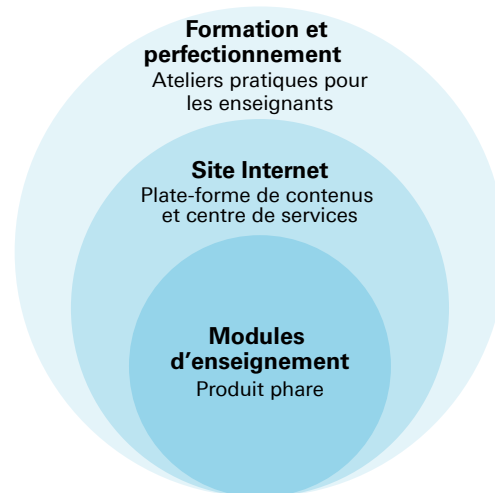 Formation et
perfectionnement
Ateliers pratiques pour
les enseignants
Site Internet
Plate-forme de contenus
et centre de services
Modules
d’enseignement
Produit phare